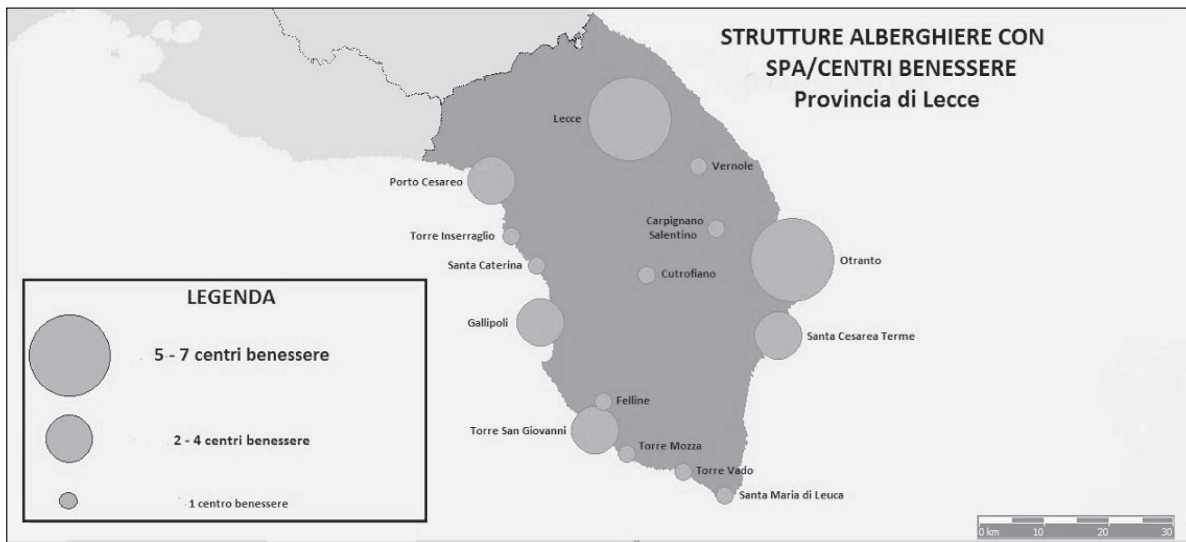 STRUTTURE ALBERGHIERE CON
SPA/CENTRI BENESSERE
Provincia di Lecce
Lecce
Vernole
Porto Cesareo
Carpignano
Salentino
Torre Inserraglio
Santa Caterina
Cutrofiano
Otranto
Gallipoli
Santa Cesarea Terme
Felline
Torre San Giovanni
Torre Mozza
Torre Vado
Santa Maria di Leuca
LEGENDA
5 - 7 centri benessere
2 - 4 centri benessere
1 centro benessere
0 km 10 20 30